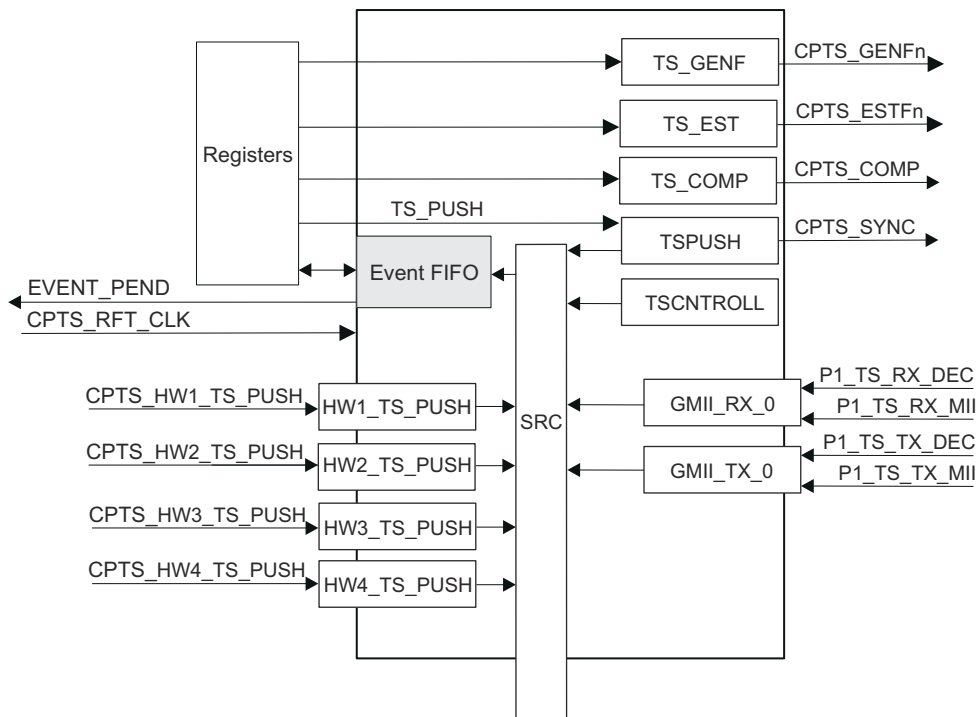 TS_GENF
CPTS_GENFn
TS_EST
CPTS_ESTFn
Registers
TS_COMP
CPTS_COMP
TS_PUSH
TSPUSH
CPTS_SYNC
Event FIFO
EVENT_PEND
TSCNTROLL
CPTS_RFT_CLK
CPTS_HW1_TS_PUSH
HW1_TS_PUSH
SRC
GMII_RX_0
P1_TS_RX_DEC
P1_TS_RX_MII
CPTS_HW2_TS_PUSH
HW2_TS_PUSH
GMII_TX_0
P1_TS_TX_DEC
P1_TS_TX_MII
CPTS_HW3_TS_PUSH
HW3_TS_PUSH
CPTS_HW4_TS_PUSH
HW4_TS_PUSH